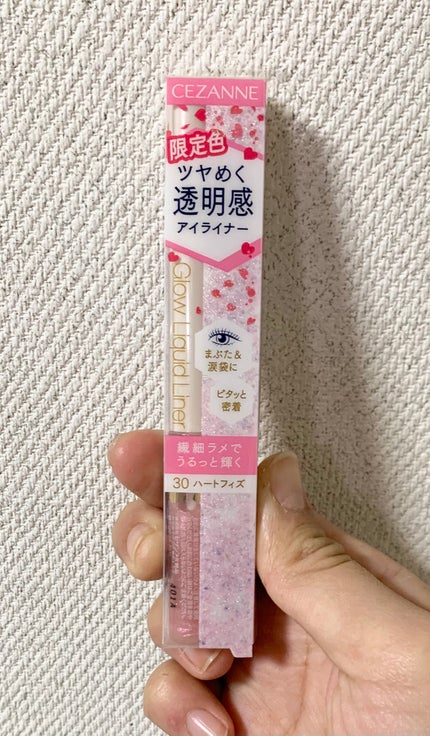 CEZANNE
限定色
ツヤめく
透明感
アイライナー
Glow Liquid Liner
まぶた&
涙袋に
ピタッと
密着
繊細ラメで
うるっと輝く
30 ハートフィズ
401A